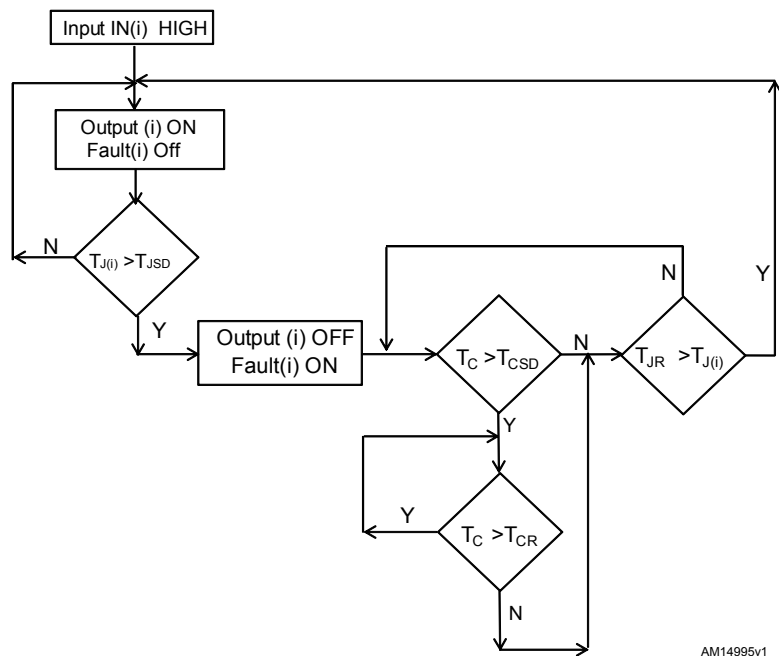 Input IN(i) HIGH
Output (i) ON
Fault(i) Off
N
TJ(i) >TJSD
Y
Output (i) OFF
Fault(i) ON
TC >TCSD
N
N
TJR >TJ(i)
Y
Y
Y
TC >TCR
N
AM14995v1